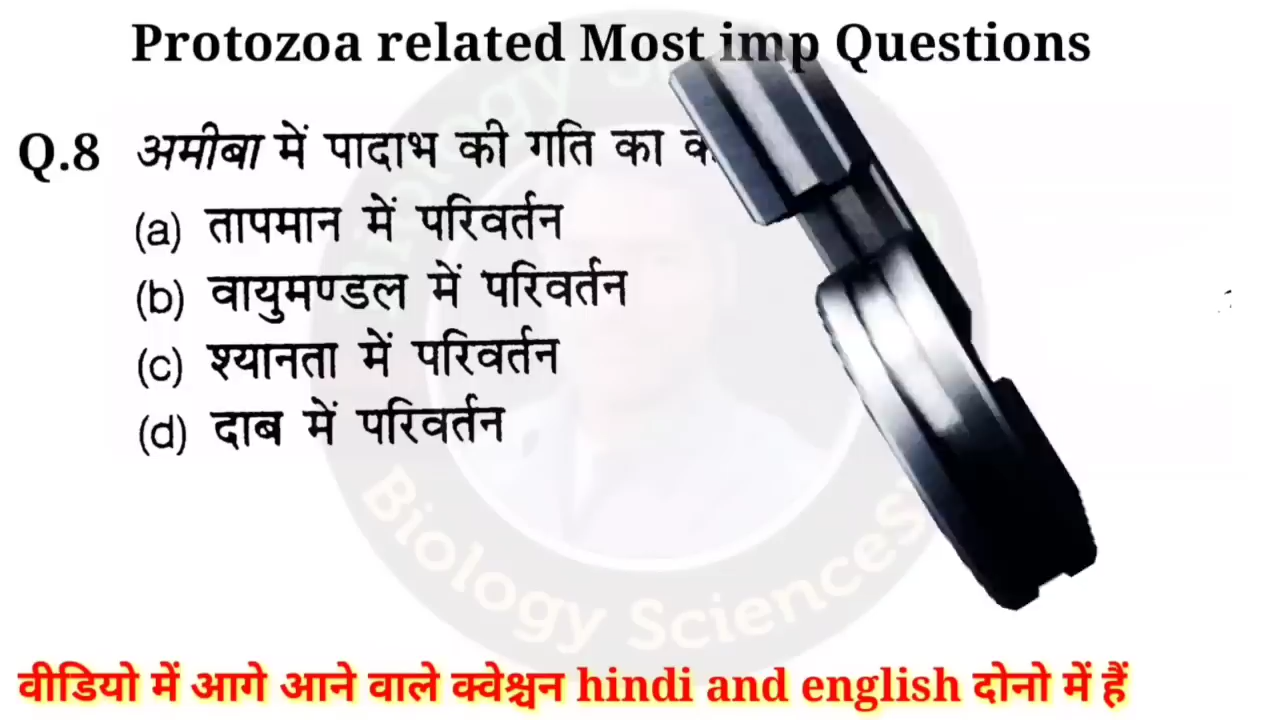 Protozoa related Most imp Questions
Q.8 अमीबा में पादाभ की गति का
(a) तापमान में परिवर्तन
(b) वायुमण्डल में परिवर्तन
(c) श्यानता में परिवर्तन
(d) दाब में परिवर्तन
Biology Science
वीडियो में आगे आने वाले क्वेश्चन hindi and english दोनो में हैं